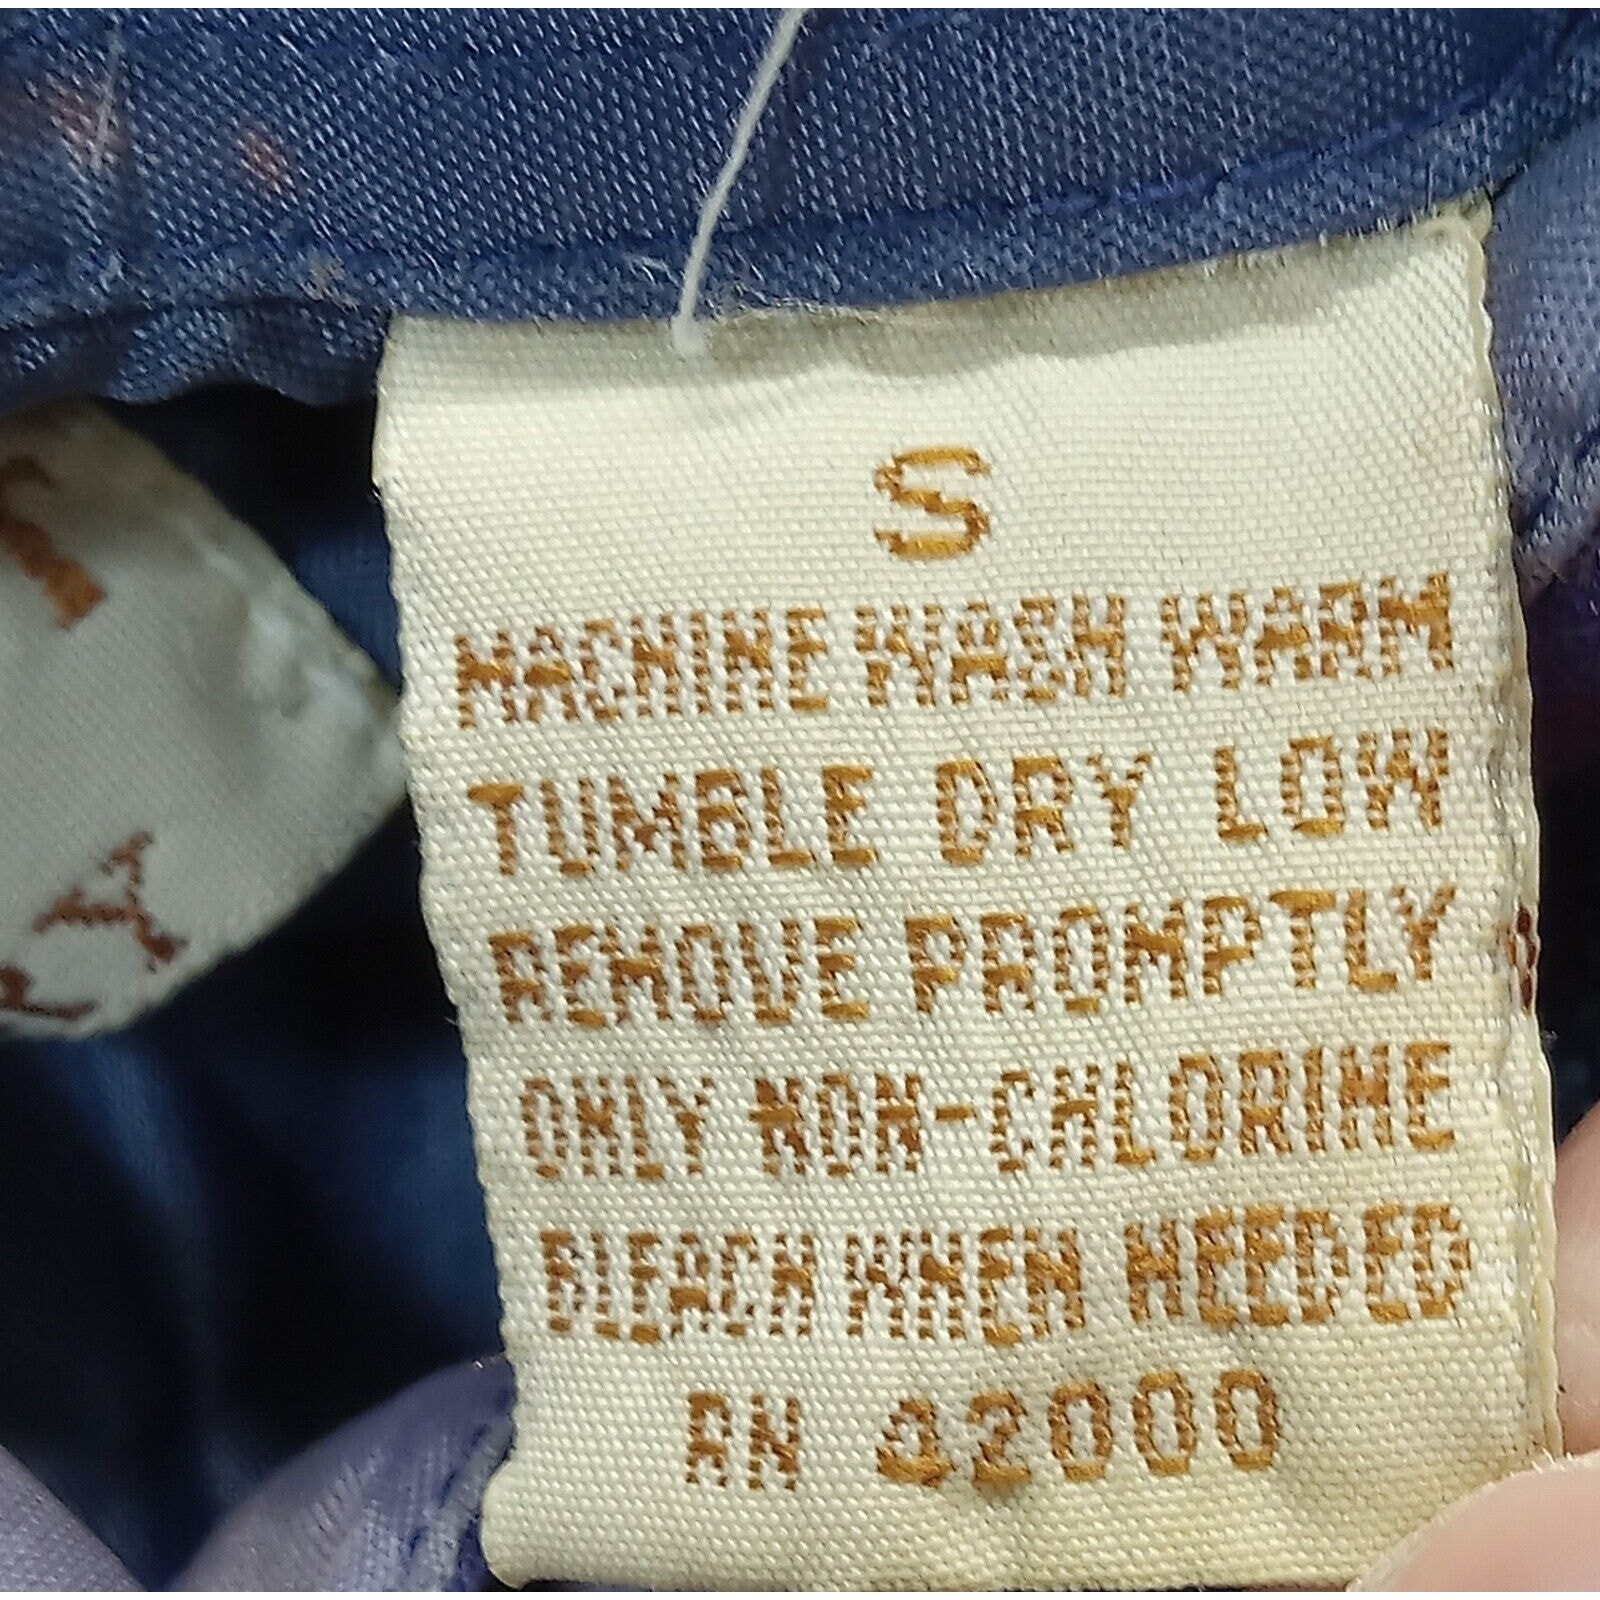 S
MACHINE WASH WARM
TUMBLE DRY LOW
REMOVE PROMPTLY
ONLY NON-CHLORINE
BLEACH WHEN NEEDED
RN 42000